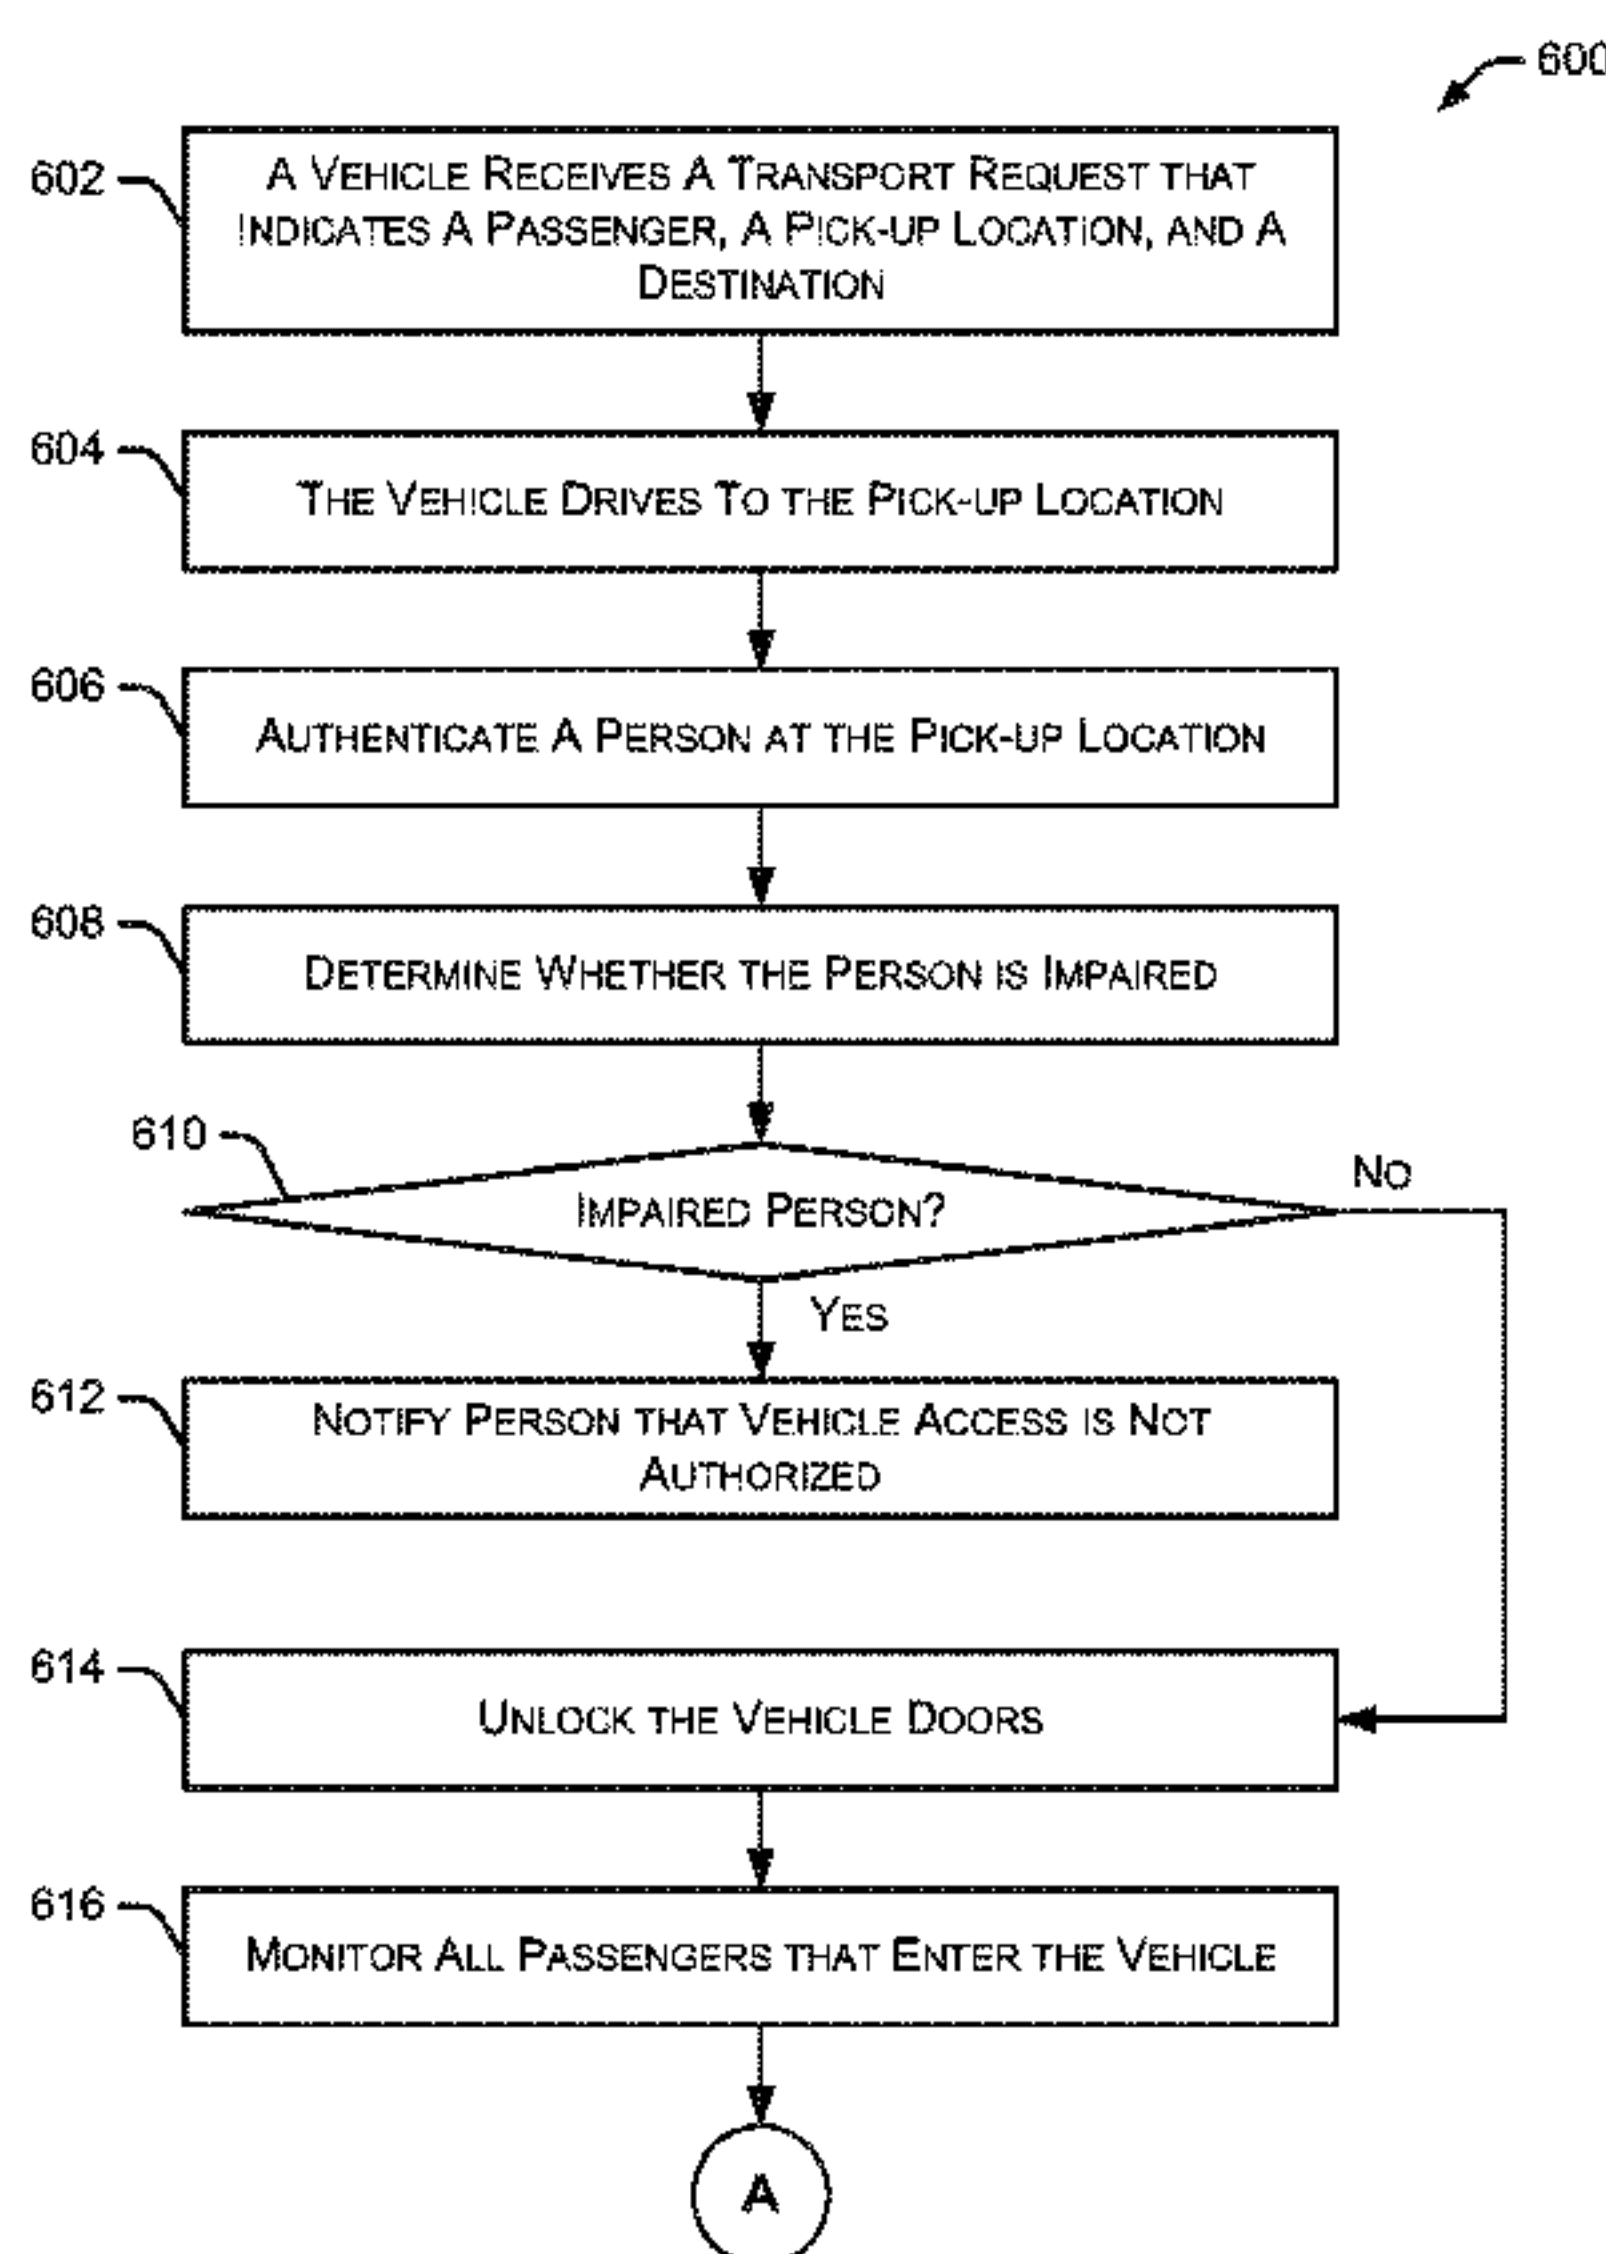 600
602
A VEHICLE RECEIVES A TRANSPORT REQUEST THAT
INDICATES A PASSENGER, A PICK-UP LOCATION, AND A
DESTINATION
604
THE VEHICLE DRIVES TO THE PICK-UP LOCATION
606
AUTHENTICATE A PERSON AT THE PICK-UP LOCATION
608
DETERMINE WHETHER THE PERSON IS IMPAIRED
610
IMPAIRED PERSON?
NO
YES
612
NOTIFY PERSON THAT VEHICLE ACCESS IS NOT
AUTHORIZED
614
UNLOCK THE VEHICLE DOORS
616
MONITOR ALL PASSENGERS THAT ENTER THE VEHICLE
A